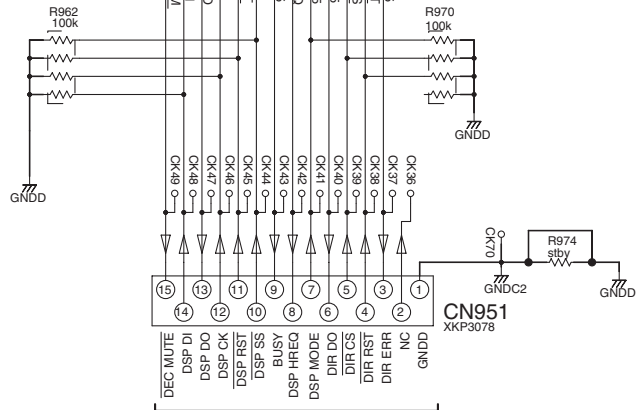 R962
100k
R970
100k
GNDD
GNDD
CK49
CK48
CK47
CK46
CK45
CK44
CK43
CK42
CK41
CK40
CK39
CK38
CK37
CK36
CK70
R974
stby
GNDC2
GNDD
15
13
11
9
7
5
3
1
14
12
10
8
6
4
2
CN951
XKP3078
DEC MUTE
DSP DI
DSP DO
DSP CK
DSP RST
DSP SS
BUSY
DSP HREQ
DSP MODE
DIR DO
DIR CS
DIR RST
DIR ERR
NC
GNDD